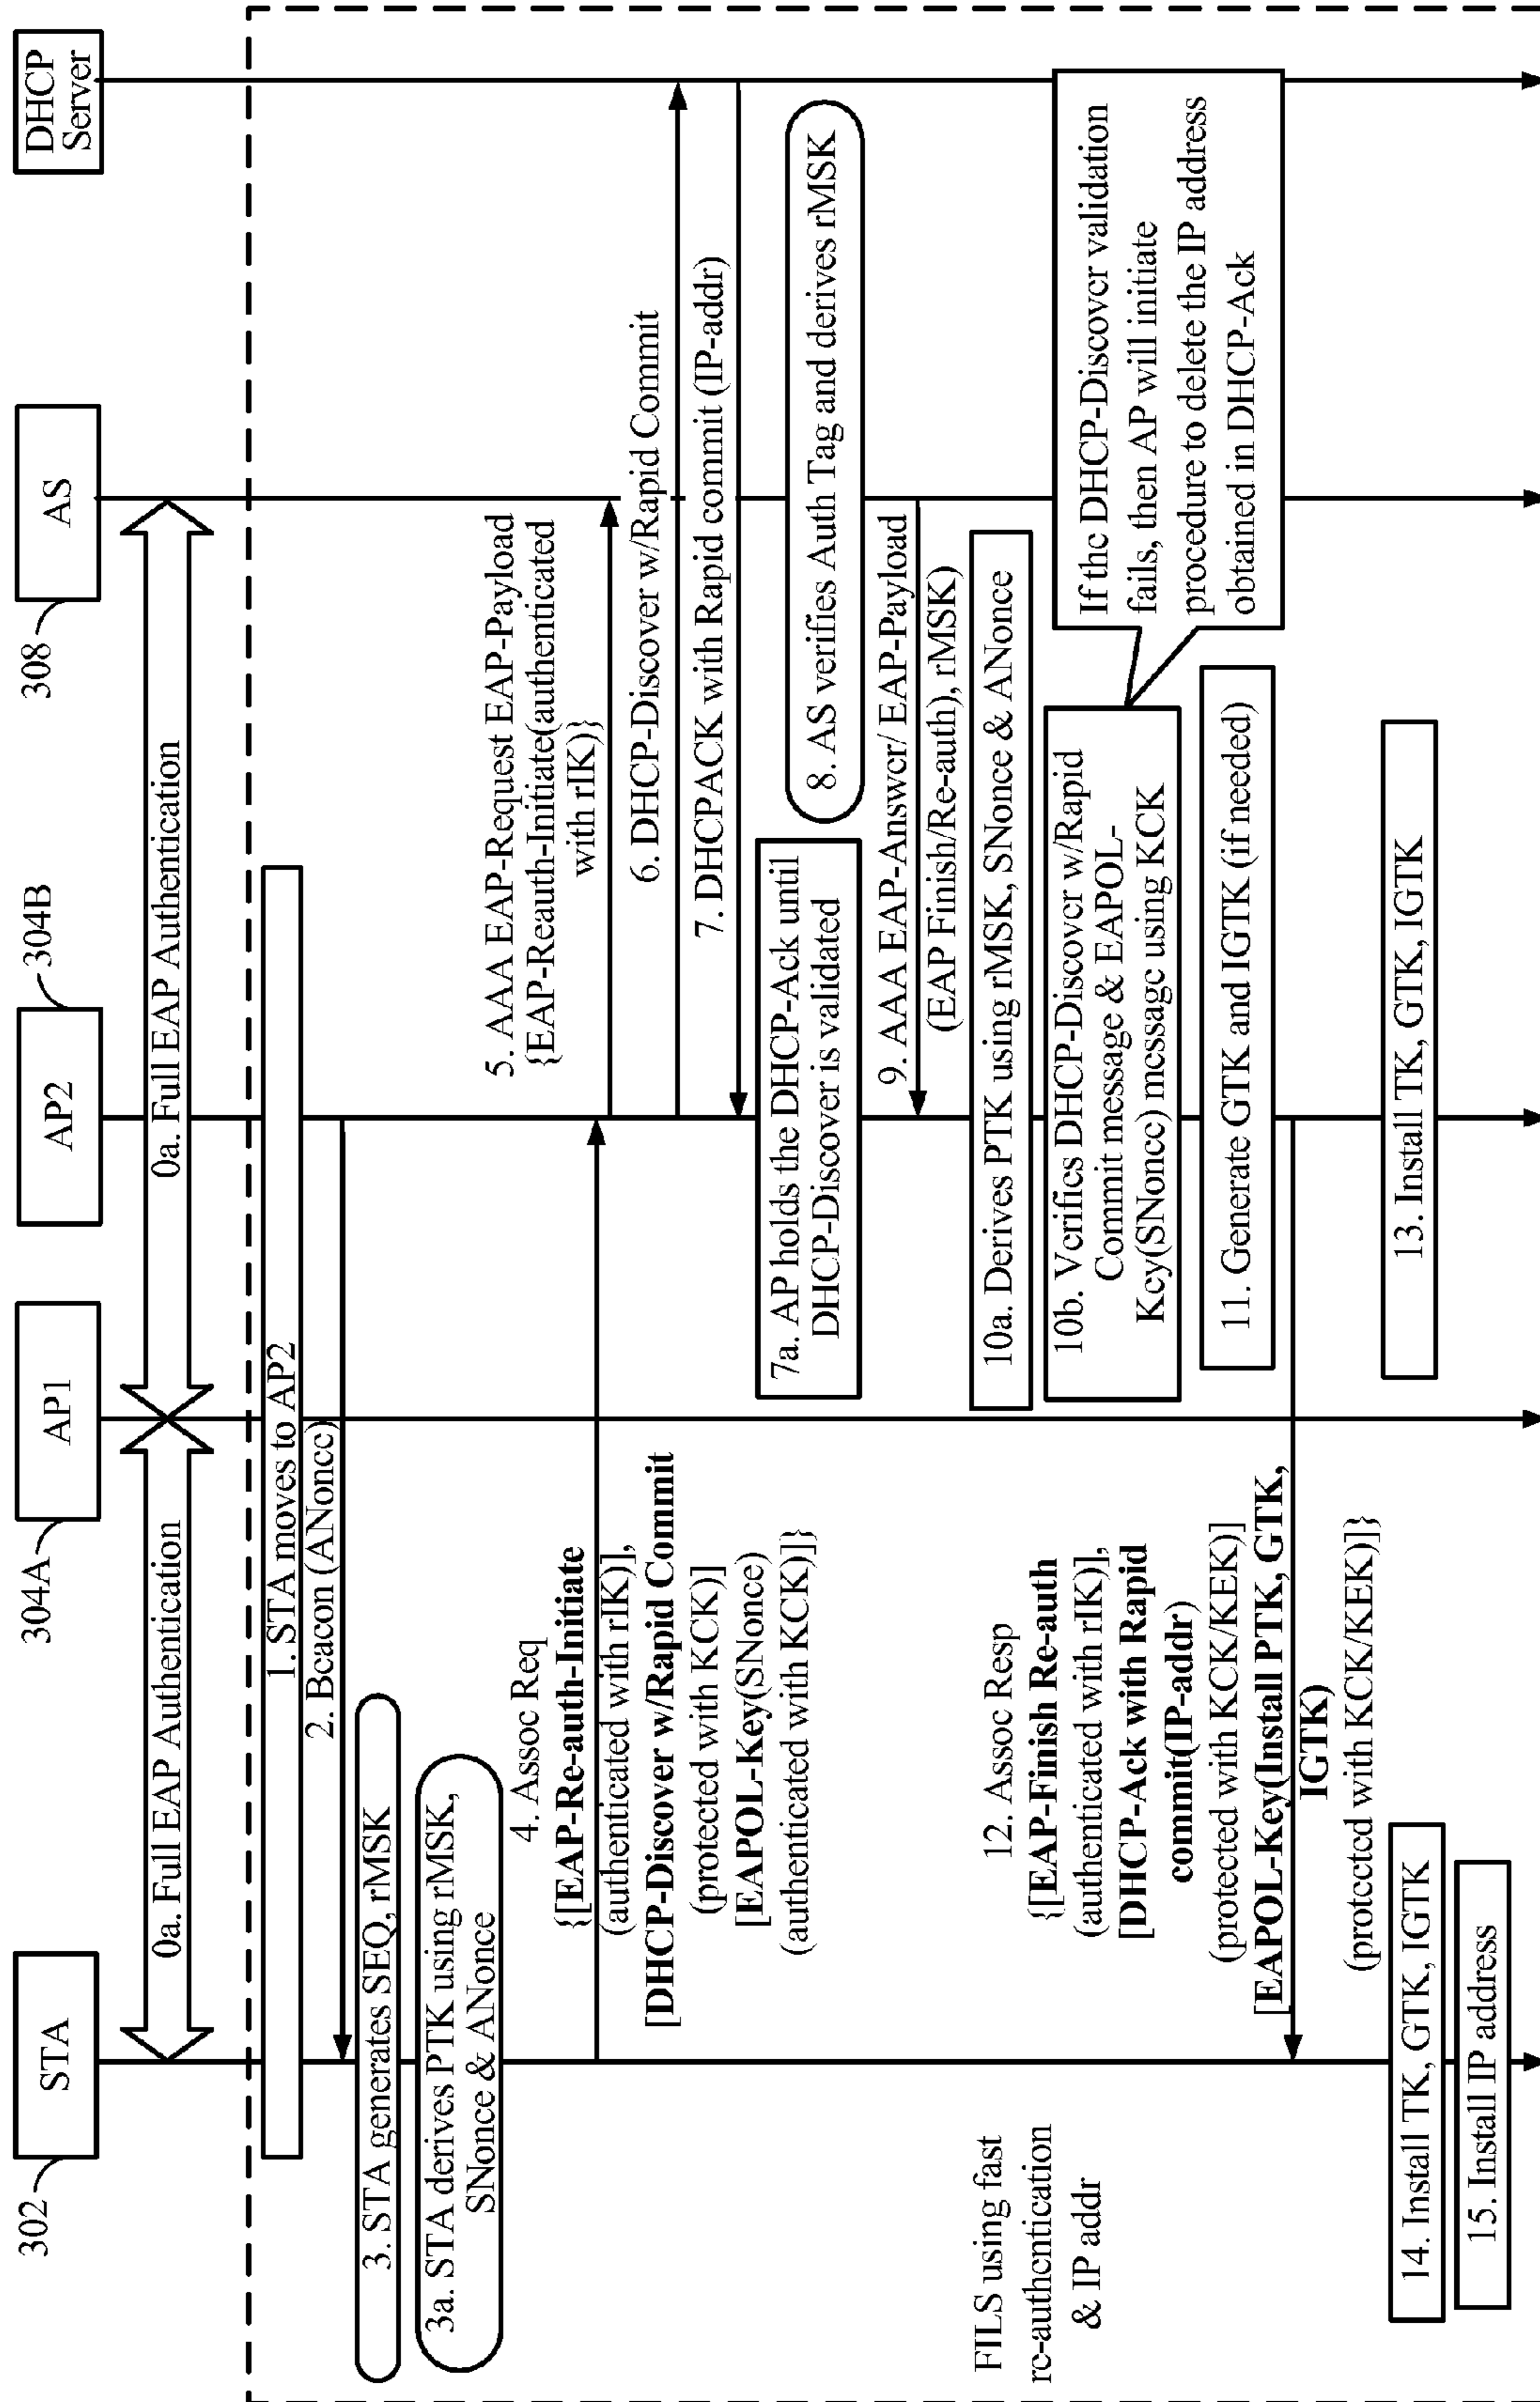 STA
AP1
AP2
AS
DHCP
Server
302
304A
304B
308
0a. Full EAP Authentication
0a. Full EAP Authentication
1.STA moves to AP2
2. Beacon (ANonce)
3. STA generates SEQ, rMSK
3a. STA derives PTK using rMSK,
SNonce & ANonce
4. Assoc Req
{[EAP-Re-auth-Initiate
(authenticated with rIK)],
[DHCP-Discover w/Rapid Commit
(protected with KCK)]
[EAPOL-Key(SNonce)
(authenticated with KCK)]}
5. AAA EAP-Request EAP-Payload
{EAP-Reauth-Initiate(authenticated
with rIK)}
6. DHCP-Discover w/Rapid Commit
7. DHCPACK with Rapid commit (IP-addr)
7a. AP holds the DHCP-Ack until
DHCP-Discover is validated
8. AS verifies Auth Tag and derives rMSK
9. AAA EAP-Answer/ EAP-Payload
(EAP Finish/Re-auth), rMSK)
10a. Derives PTK using rMSK, SNonce & ANonce
10b. Verifies DHCP-Discover w/Rapid
Commit message & EAPOL-
Key(SNonce) message using KCK
If the DHCP-Discover validation
fails, then AP will initiate
procedure to delete the IP address
obtained in DHCP-Ack
11. Generate GTK and IGTK (if needed)
12. Assoc Resp
{[EAP-Finish Re-auth
(authenticated with rIK)],
[DHCP-Ack with Rapid
commit(IP-addr)
(protected with KCK/KEK)]
[EAPOL-Key(Install PTK, GTK,
IGTK)
(protected with KCK/KEK)]}
FILS using fast
re-authentication
& IP addr
13. Install TK, GTK, IGTK
14. Install TK, GTK, IGTK
15. Install IP address